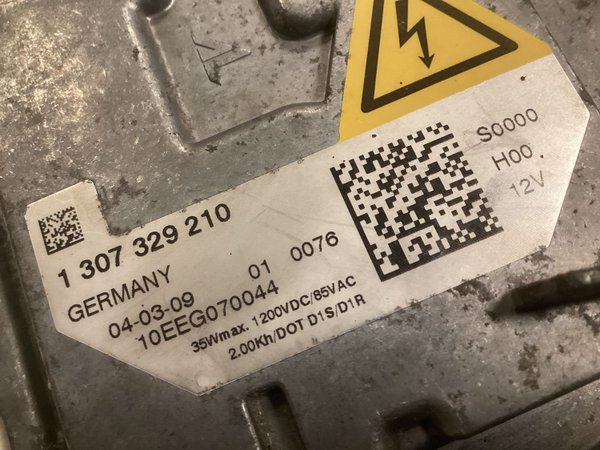 1 307 329 210
GERMANY
04-03-09 01 0076
10EEG070044
35Wmax. 1200VDC/85VAC
2.00Kh/DOT D1S/D1R
S0000
H00
12V